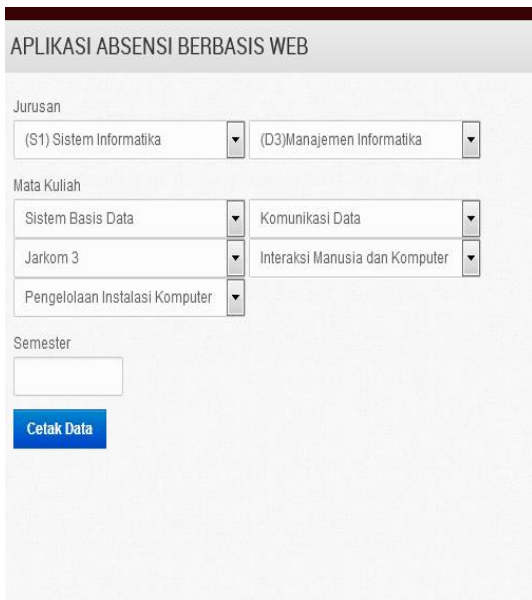 APLIKASI ABSENSI BERBASIS WEB
Jurusan
(S1) Sistem Informatika (D3)Manajemen Informatika
Mata Kuliah
Sistem Basis Data Komunikasi Data
Jarkom 3 Interaksi Manusia dan Komputer
Pengelolaan Instalasi Komputer
Semester
Cetak Data